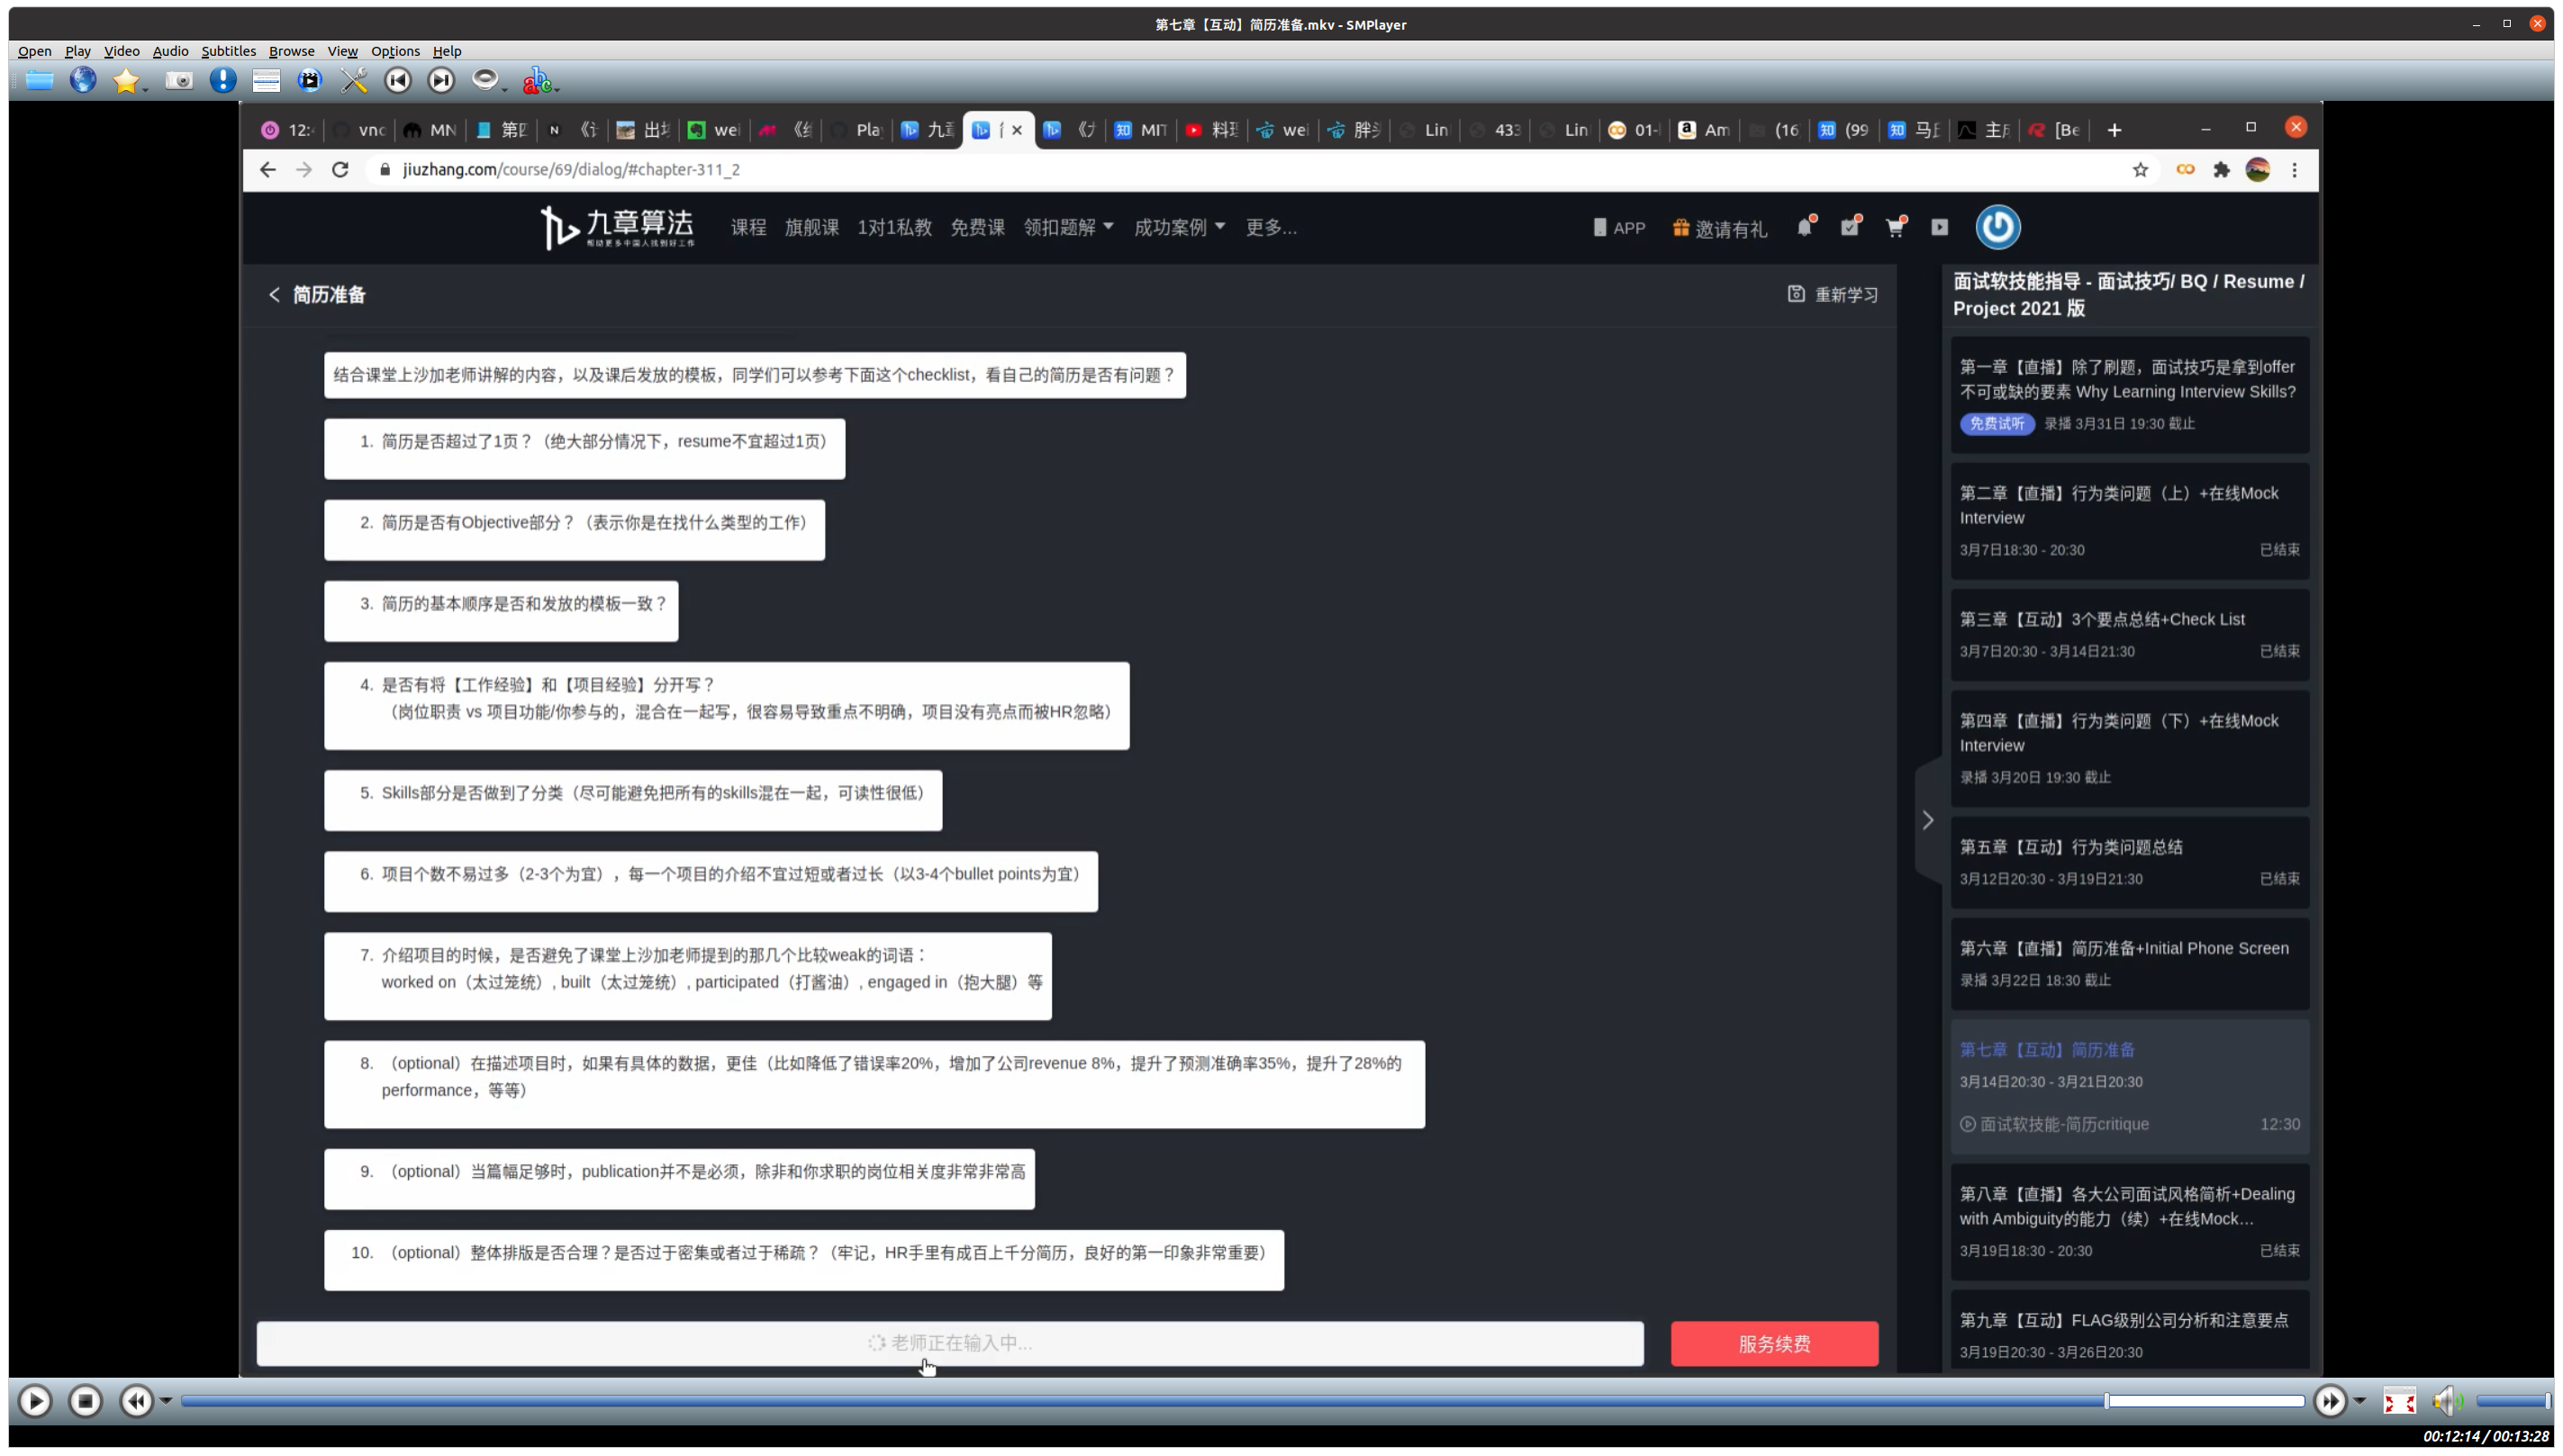 第七章【互动】简历准备.mkv - SMPlayer
Open Play Video Audio Subtitles Browse View Options Help
12: vnc MN 第四 N 出 wei Pla 九 MIT 料 wei 胖 Lin 433 Lin 01- Am (16 (99 马 主 [Be
jiuzhang.com/course/69/dialog/#chapter-311_2
九章算法
帮助更多中国人找到好工作
课程 旗舰课 1对1私教 免费课 领扣题解 成功案例 更多...
APP 邀请有礼
简历准备
重新学习
结合课堂上沙加老师讲解的内容，以及课后发放的模板，同学们可以参考下面这个checklist，看自己的简历是否有问题？
1. 简历是否超过了1页？（绝大部分情况下，resume不宜超过1页）
2. 简历是否有Objective部分？（表示你是在找什么类型的工作）
3. 简历的基本顺序是否和发放的模板一致？
4. 是否有将【工作经验】和【项目经验】分开写？
（岗位职责 vs 项目功能/你参与的，混合在一起写，很容易导致重点不明确，项目没有亮点而被HR忽略）
5. Skills部分是否做到了分类（尽可能避免把所有的skills混在一起，可读性很低）
6. 项目个数不易过多（2-3个为宜），每一个项目的介绍不宜过短或者过长（以3-4个bullet points为宜）
7. 介绍项目的时候，是否避免了课堂上沙加老师提到的那几个比较weak的词语：
worked on（太过笼统）, built（太过笼统）, participated（打酱油）, engaged in（抱大腿）等
8. （optional）在描述项目时，如果有具体的数据，更佳（比如降低了错误率20%，增加了公司revenue 8%，提升了预测准确率35%，提升了28%的
performance，等等）
9. （optional）当篇幅足够时，publication并不是必须，除非和你求职的岗位相关度非常非常高
10. （optional）整体排版是否合理？是否过于密集或者过于稀疏？（牢记，HR手里有成百上千分简历，良好的第一印象非常重要）
老师正在输入中...
服务续费
面试软技能指导 - 面试技巧/ BQ / Resume /
Project 2021 版
第一章【直播】除了刷题，面试技巧是拿到offer
不可或缺的要素 Why Learning Interview Skills?
免费试听 录播 3月31日 19:30 截止
第二章【直播】行为类问题（上）+在线Mock
Interview
3月7日18:30 - 20:30 已结束
第三章【互动】3个要点总结+Check List
3月7日20:30 - 3月14日21:30 已结束
第四章【直播】行为类问题（下）+在线Mock
Interview
录播 3月20日 19:30 截止
第五章【互动】行为类问题总结
3月12日20:30 - 3月19日21:30 已结束
第六章【直播】简历准备+Initial Phone Screen
录播 3月22日 18:30 截止
第七章【互动】简历准备
3月14日20:30 - 3月21日20:30
面试软技能-简历critique 12:30
第八章【直播】各大公司面试风格简析+Dealing
with Ambiguity的能力（续）+在线Mock...
3月19日18:30 - 20:30 已结束
第九章【互动】FLAG级别公司分析和注意要点
3月19日20:30 - 3月26日20:30
00:12:14 / 00:13:28